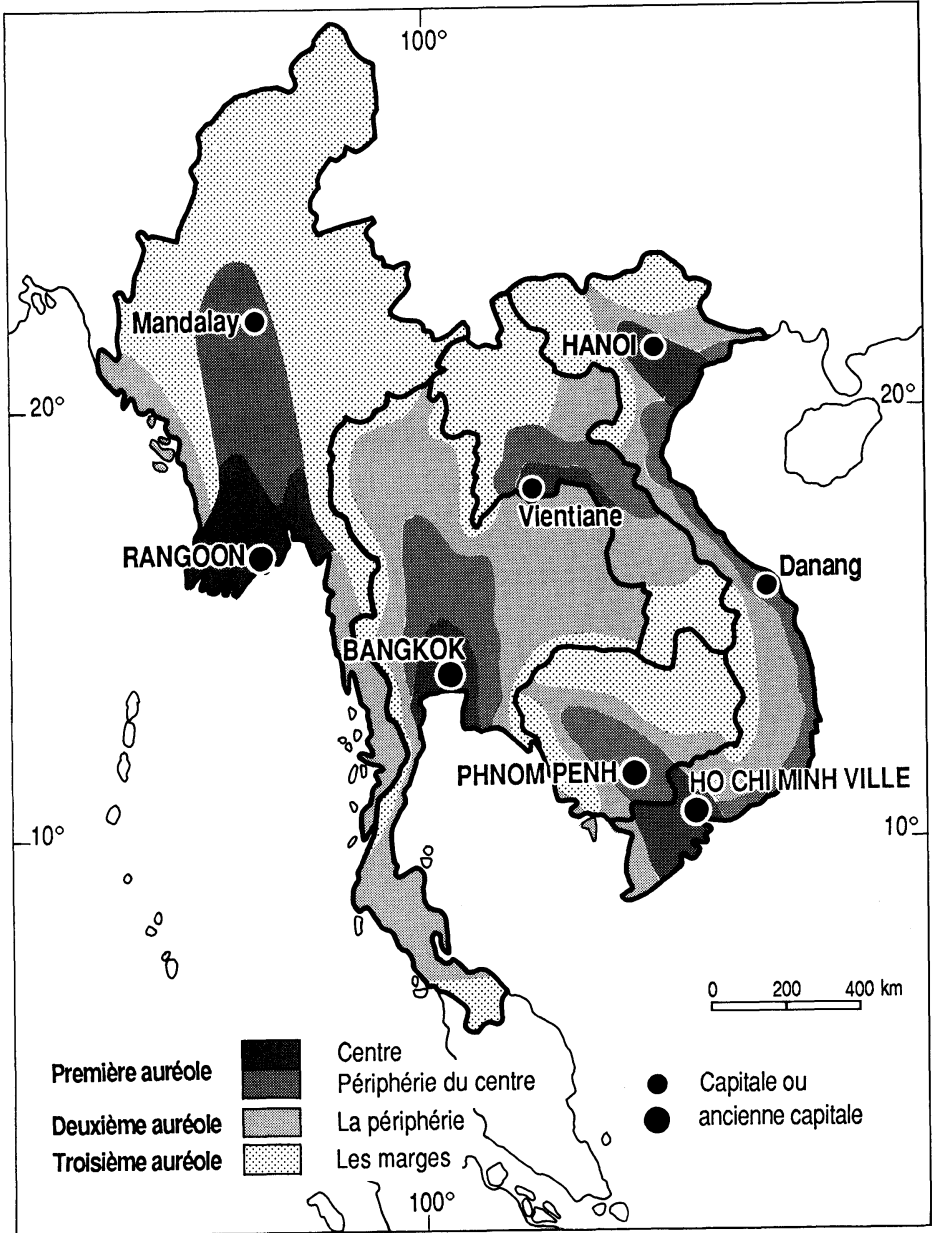 100°
Mandalay
HANOI
20°
20°
Vientiane
RANGOON
Danang
BANGKOK
PHNOM PENH
HO CHI MINH VILLE
10°
10°
0 200 400 km
Première auréole
Centre
Périphérie du centre
Deuxième auréole
La périphérie
Troisième auréole
Les marges
Capitale ou
ancienne capitale
100°